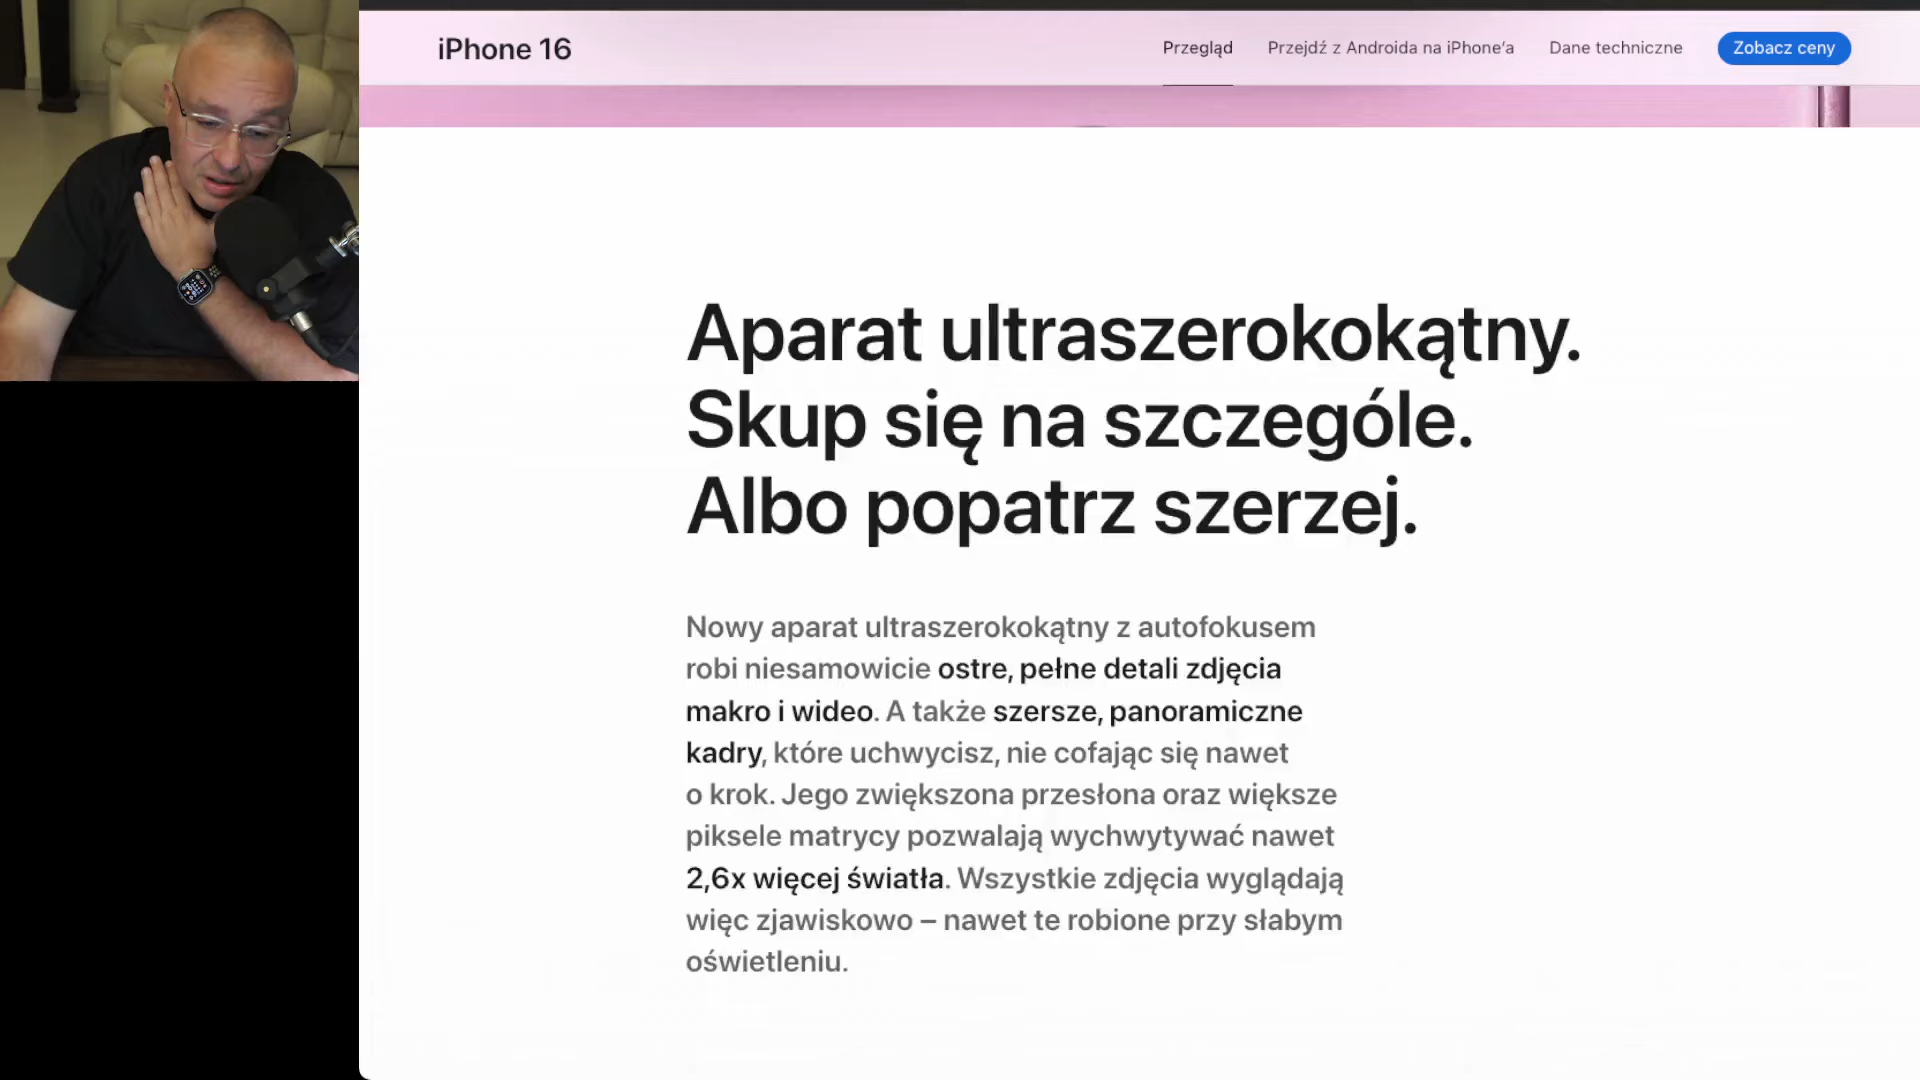 iPhone 16
Przegląd
Przejdź z Androida na iPhone’a
Dane techniczne
Zobacz ceny
Aparat ultraszerokokątny.
Skup się na szczególe.
Albo popatrz szerzej.
Nowy aparat ultraszerokokątny z autofokusem
robi niesamowicie ostre, pełne detali zdjęcia
makro i wideo. A także szersze, panoramiczne
kadry, które uchwycisz, nie cofając się nawet
o krok. Jego zwiększona przesłona oraz większe
piksele matrycy pozwalają wychwytywać nawet
2,6x więcej światła. Wszystkie zdjęcia wyglądają
więc zjawiskowo – nawet te robione przy słabym
oświetleniu.